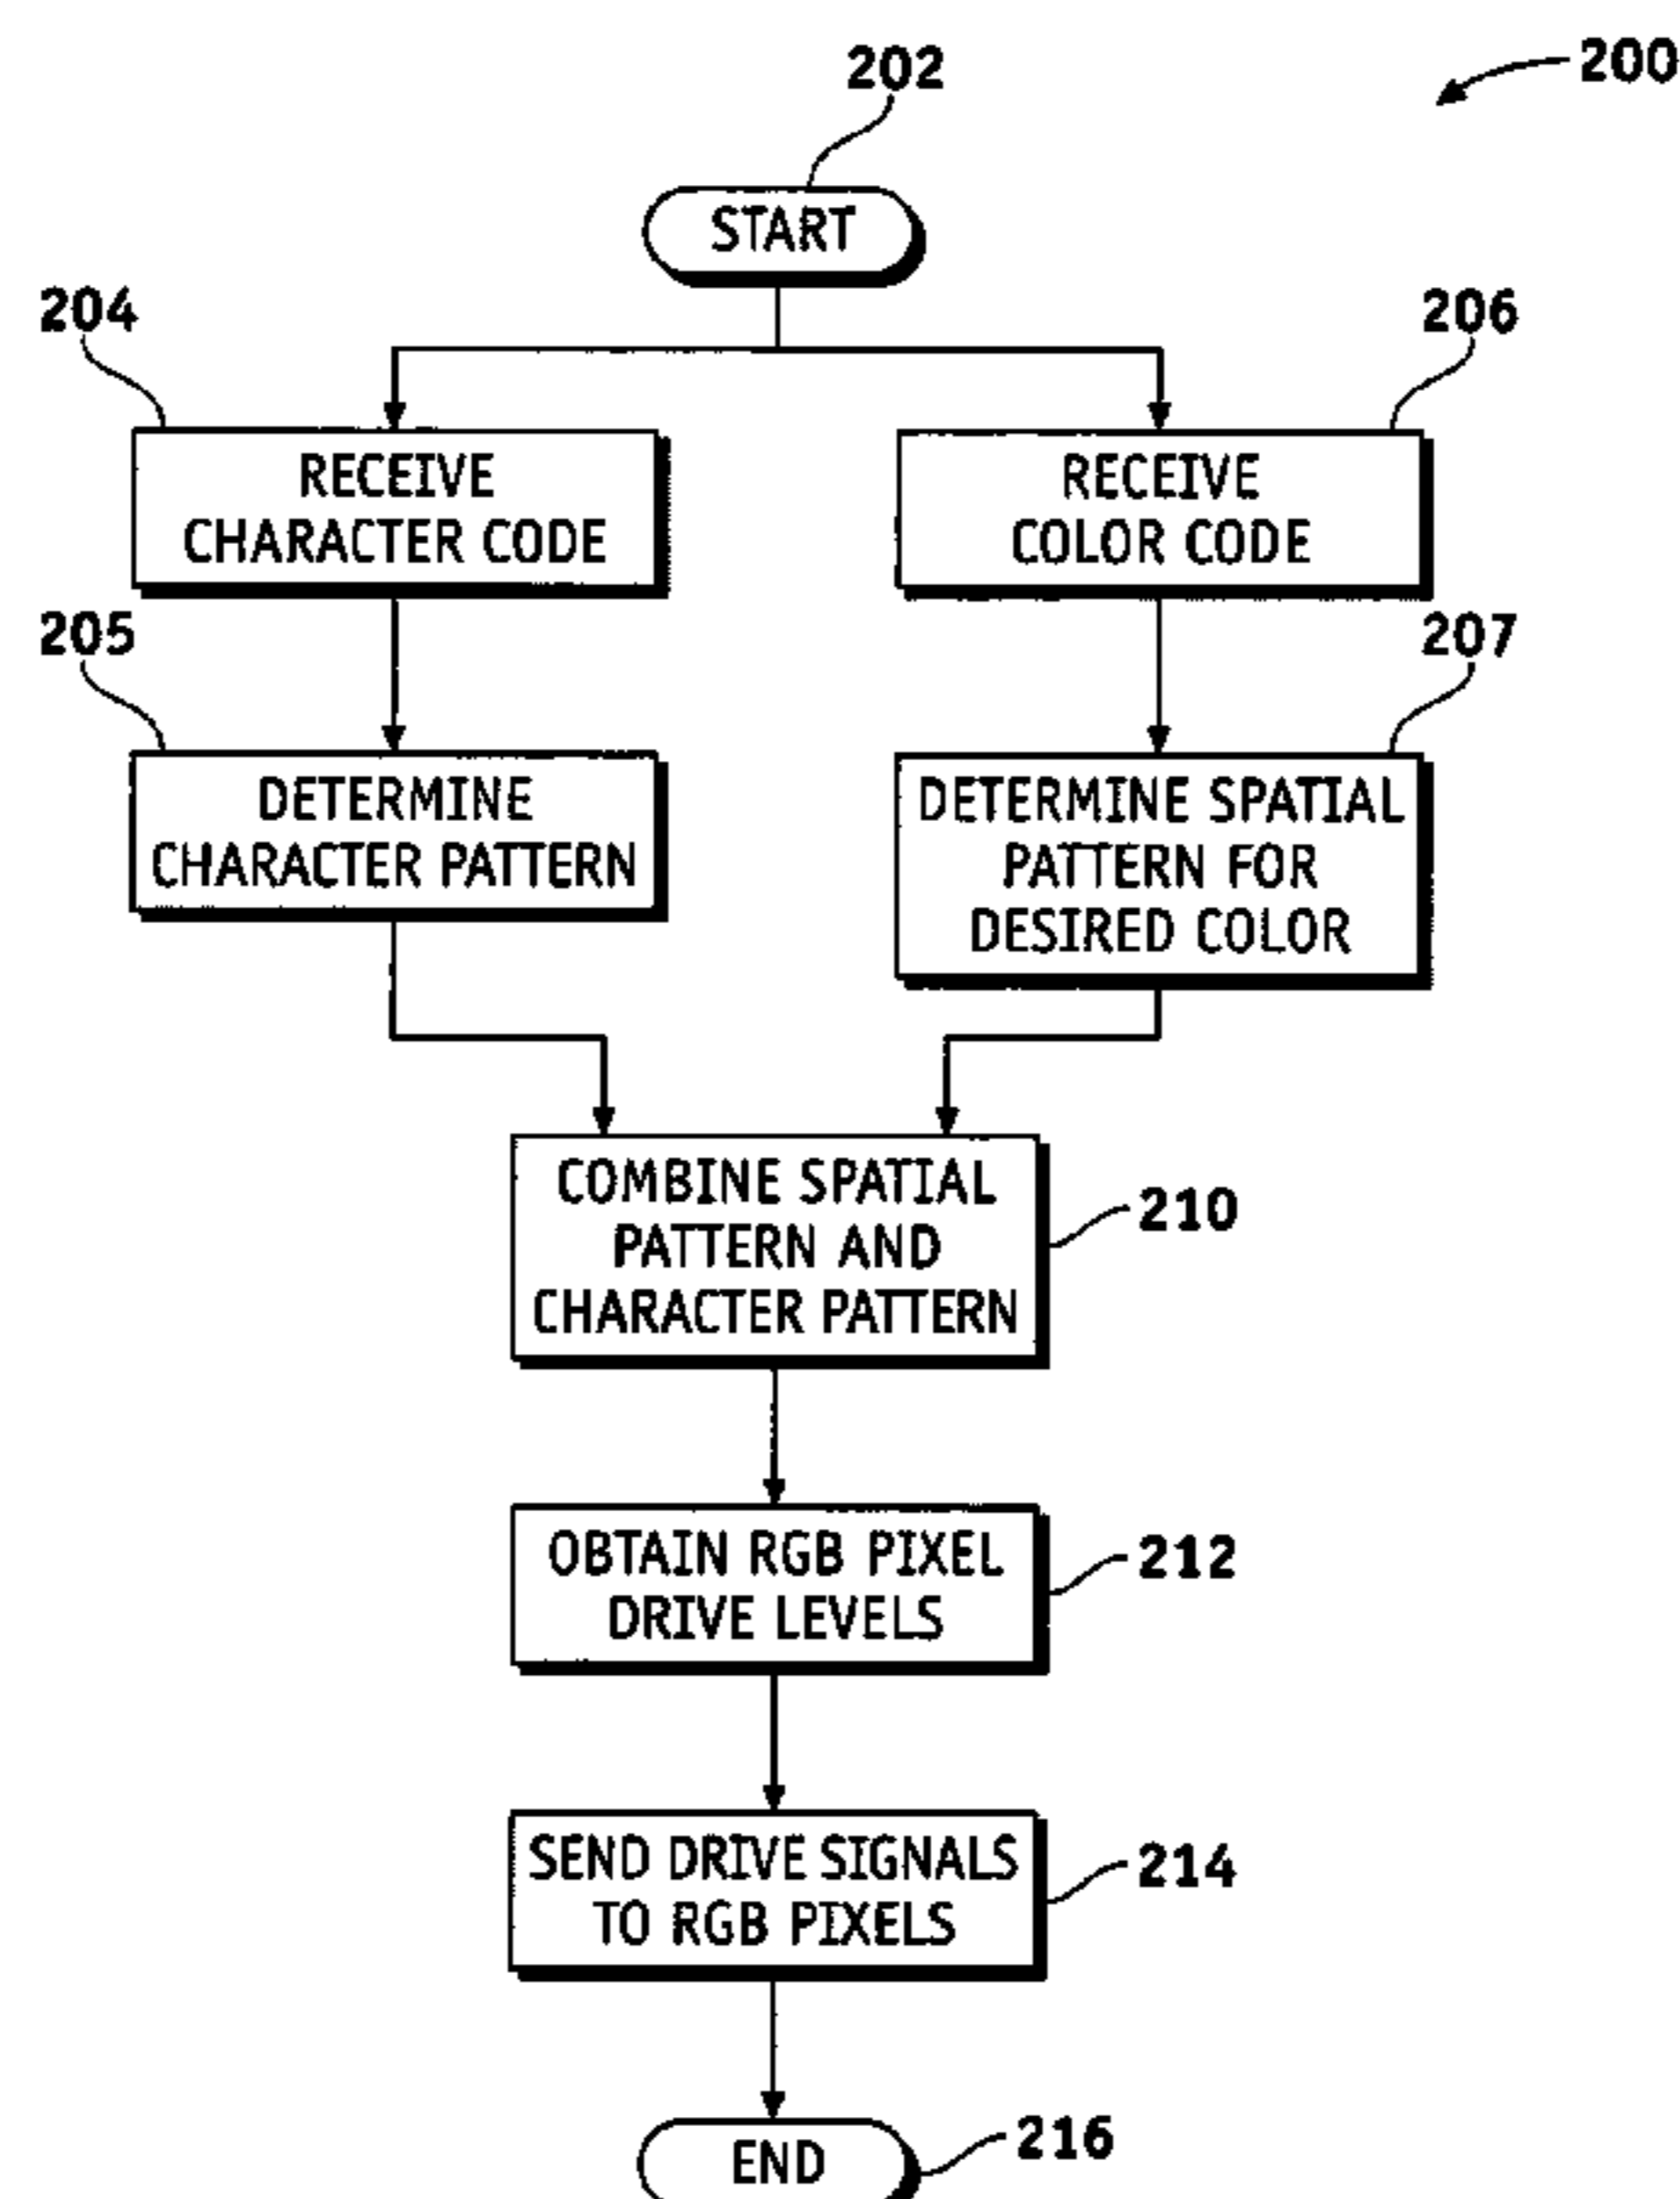 202
200
START
204
206
RECEIVE
CHARACTER CODE
RECEIVE
COLOR CODE
205
207
DETERMINE
CHARACTER PATTERN
DETERMINE SPATIAL
PATTERN FOR
DESIRED COLOR
COMBINE SPATIAL
PATTERN AND
CHARACTER PATTERN
210
OBTAIN RGB PIXEL
DRIVE LEVELS
212
SEND DRIVE SIGNALS
TO RGB PIXELS
214
END
216